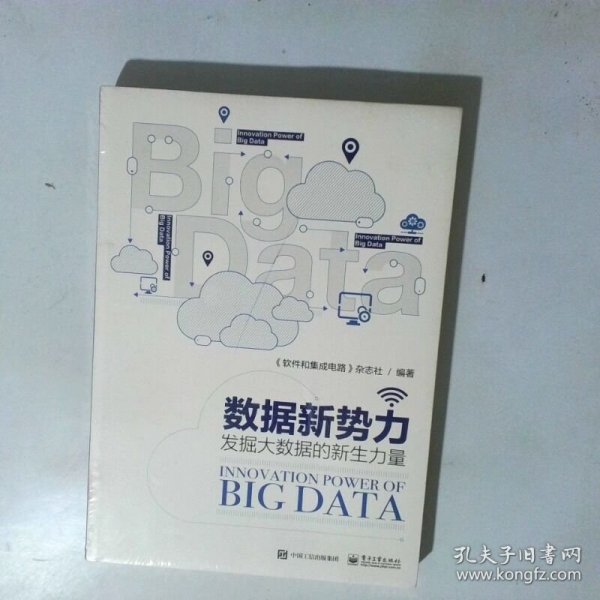 Big
Data
Innovation Power of
Big Data
Innovation Power of
Big Data
Innovation Power of
Big Data
《软件和集成电路》杂志社 / 编著
数据新势力
发掘大数据的新生力量
INNOVATION POWER OF
BIG DATA
中国工信出版集团
电子工业出版社
孔夫子旧书网
www.kongfz.com